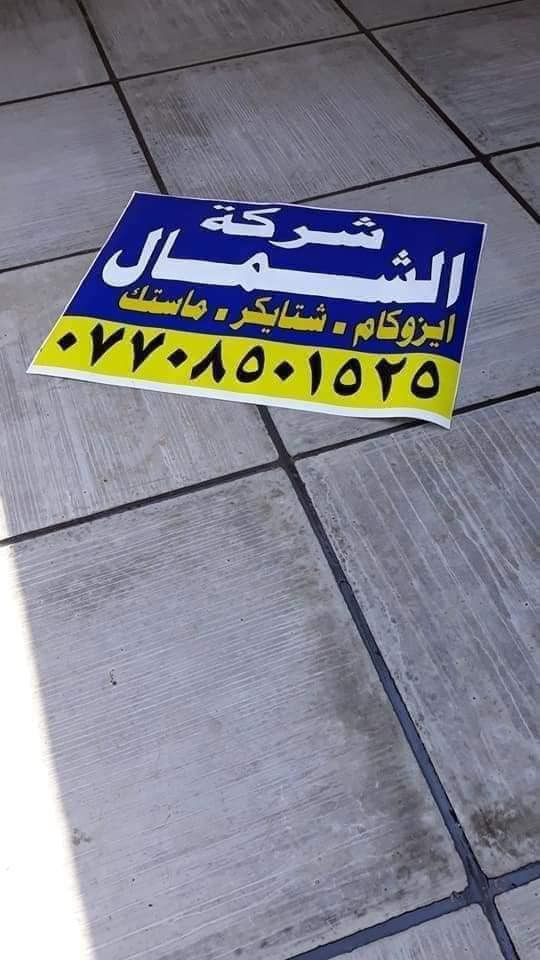 شركة
الشمال
ايزوكام . شتايكر . ماستك
٠٧٧٠٨٥٠١٥٢٥